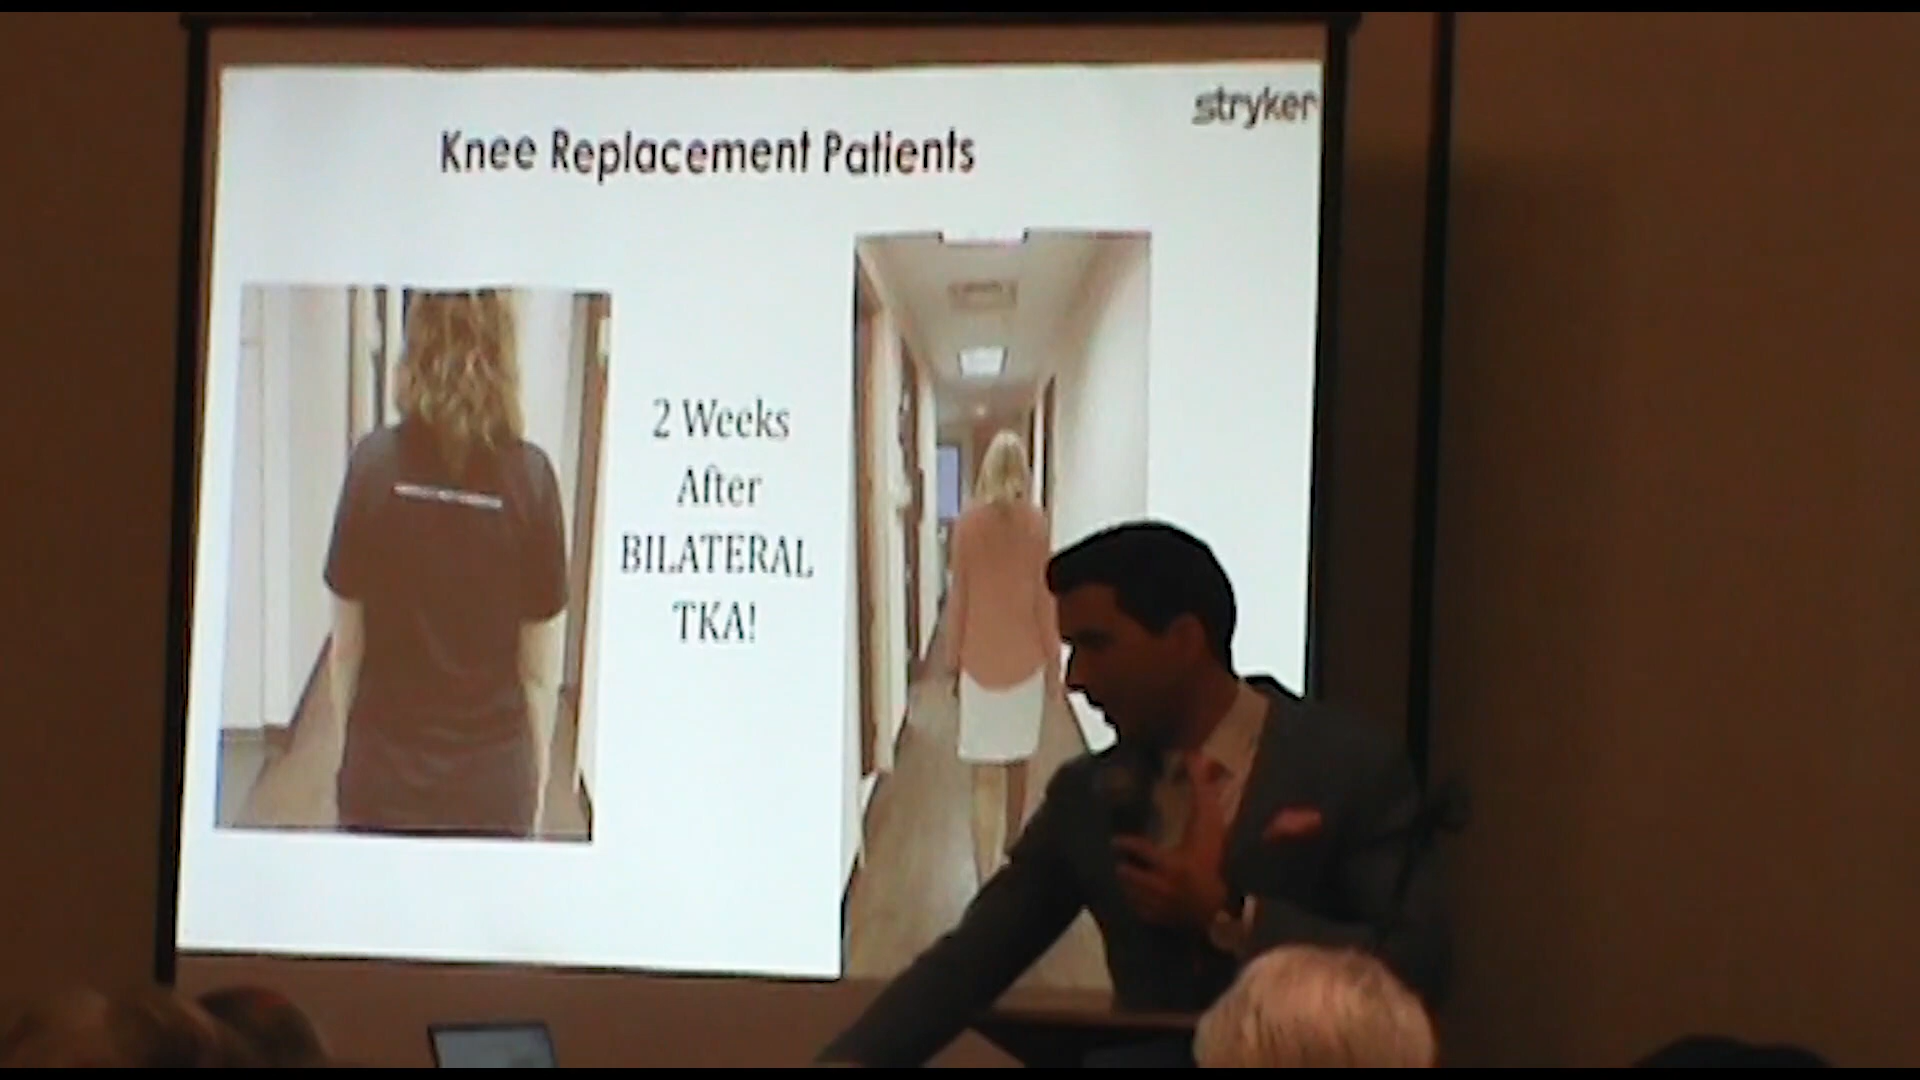 stryker
Knee Replacement Patients
2 Weeks
After
BILATERAL
TKA!